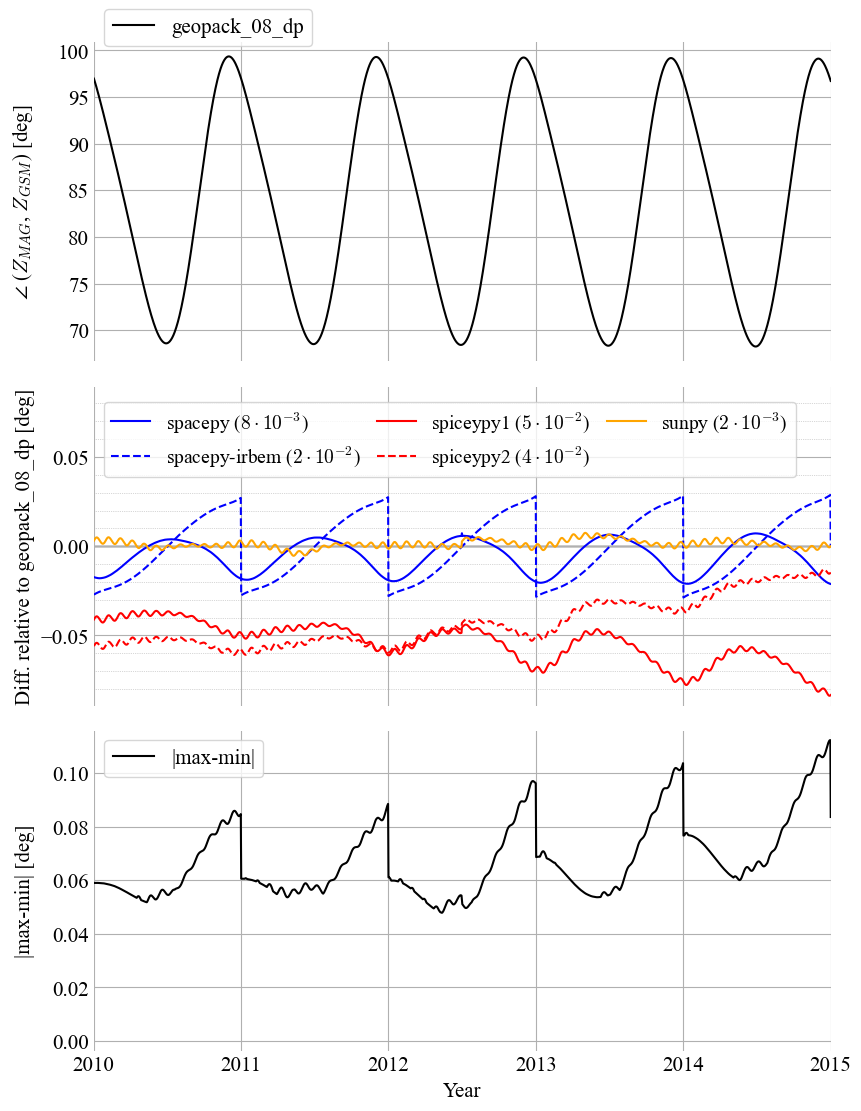 geopack_08_dp
∠ (Z_MAG, Z_GSM) [deg]
100
95
90
85
80
75
70
Diff. relative to geopack_08_dp [deg]
spacepy (8 · 10⁻³)
spacepy-irbem (2 · 10⁻²)
spiceypy1 (5 · 10⁻²)
spiceypy2 (4 · 10⁻²)
sunpy (2 · 10⁻³)
0.05
0.00
−0.05
|max-min| [deg]
|max-min|
0.10
0.08
0.06
0.04
0.02
0.00
2010 2011 2012 2013 2014 2015
Year